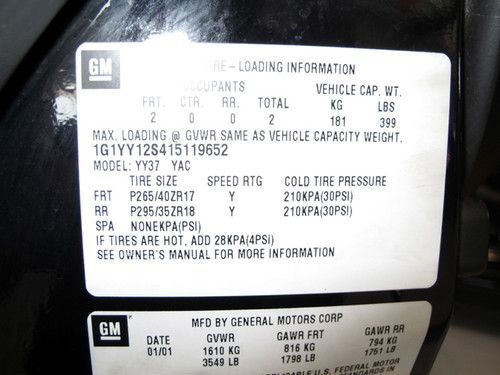 GM
RE-LOADING INFORMATION
OCCUPANTS VEHICLE CAP. WT.
FRT. CTR. RR. TOTAL KG LBS
2 0 0 2 181 399
MAX. LOADING @ GVWR SAME AS VEHICLE CAPACITY WEIGHT.
1G1YY12S415119652
MODEL: YY37 YAC
TIRE SIZE SPEED RTG COLD TIRE PRESSURE
FRT P265/40ZR17 Y 210KPA(30PSI)
RR P295/35ZR18 Y 210KPA(30PSI)
SPA NONEKPA(PSI)
IF TIRES ARE HOT, ADD 28KPA(4PSI)
SEE OWNER'S MANUAL FOR MORE INFORMATION
GM
MFD BY GENERAL MOTORS CORP
DATE GVWR GAWR FRT GAWR RR
01/01 1610 KG 816 KG 794 KG
3549 LB 1798 LB 1751 LB
APPLICABLE U.S. FEDERAL MOTOR